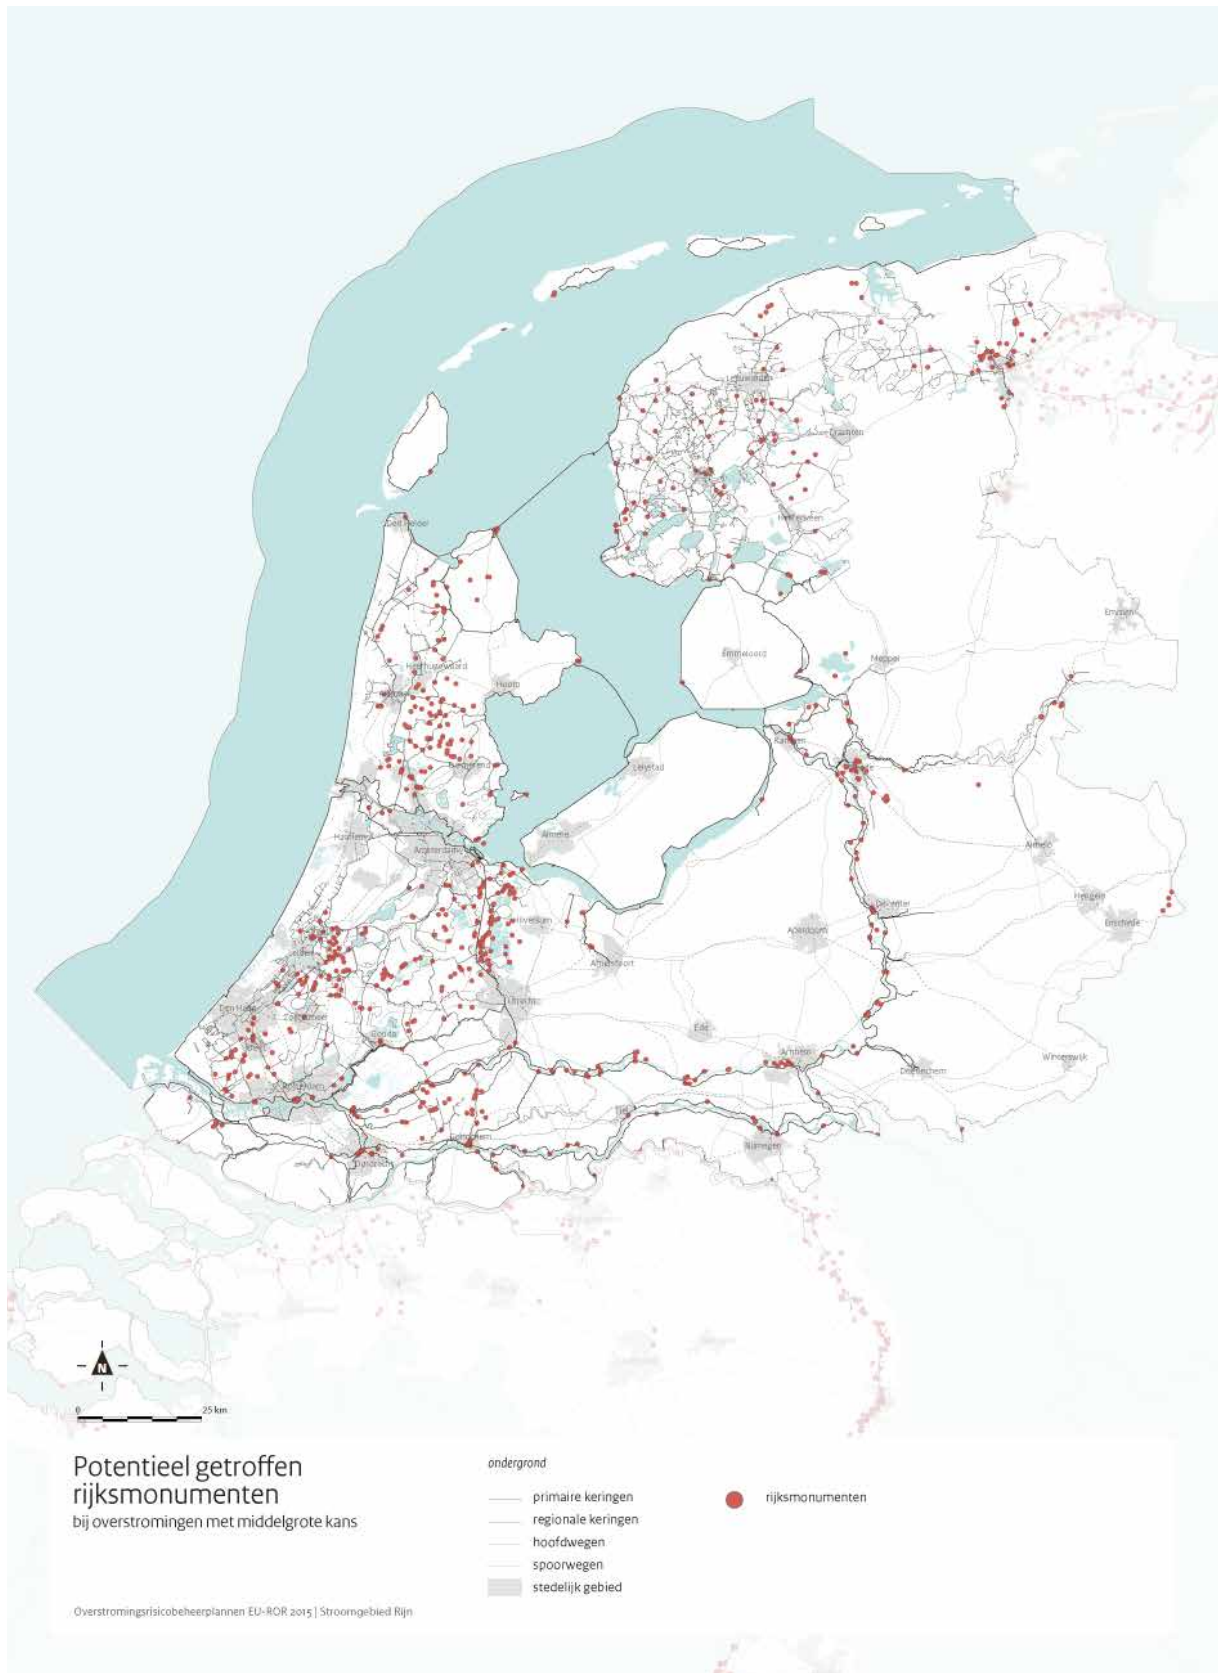 Leeuwarden
Drachten
Den Helder
Heerenveen
Emmen
Emmeloord
Meppel
Heerhugowaard
Hoorn
Kampen
Lelystad
Purmerend
Haarlem
Almere
Amsterdam
Almelo
Hengelo
Deventer
Enschede
Hilversum
Apeldoorn
Amersfoort
Leiden
Utrecht
Den Haag
Zoetermeer
Gouda
Ede
Arnhem
Winterswijk
Doetinchem
Rotterdam
Tiel
Gorinchem
Nijmegen
Dordrecht
N
0 25 km
Potentieel getroffen
rijksmonumenten
bij overstromingen met middelgrote kans
ondergrond
primaire keringen
regionale keringen
hoofdwegen
spoorwegen
stedelijk gebied
rijksmonumenten
Overstromingsrisicobeheerplannen EU-ROR 2015 | Stroomgebied Rijn